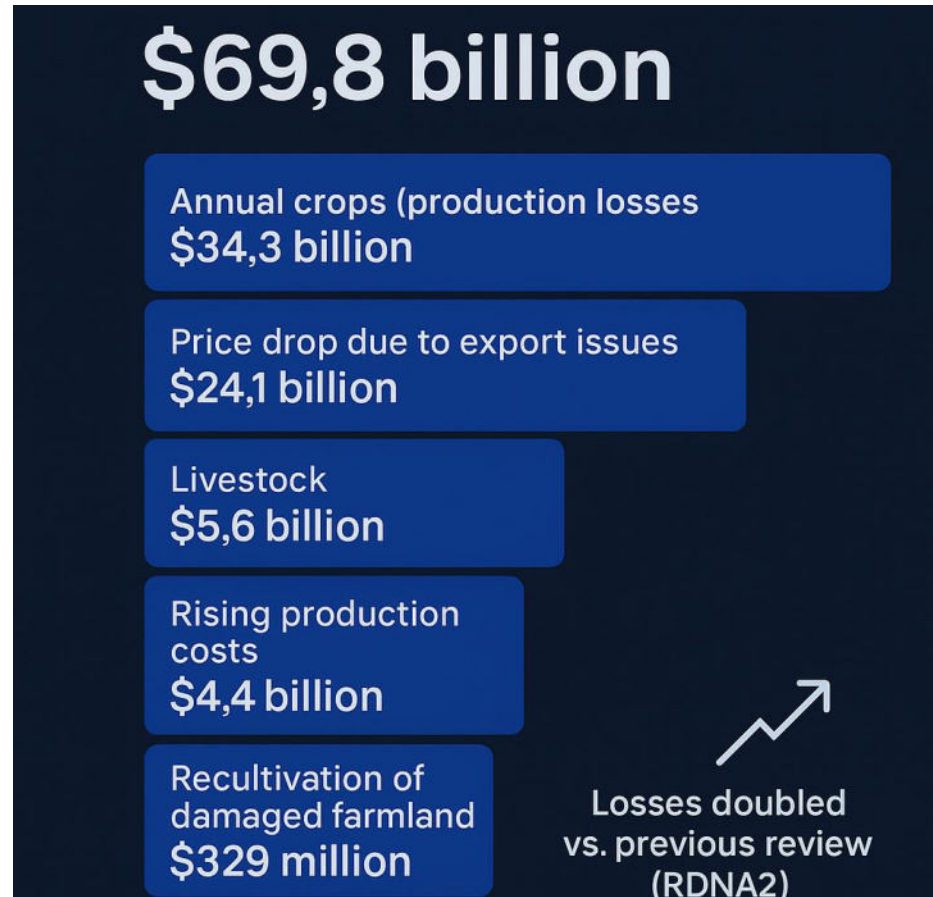 $69,8 billion
Annual crops (production losses
$34,3 billion
Price drop due to export issues
$24,1 billion
Livestock
$5,6 billion
Rising production
costs
$4,4 billion
Recultivation of
damaged farmland
$329 million
Losses doubled
vs. previous review
(RDNA2)